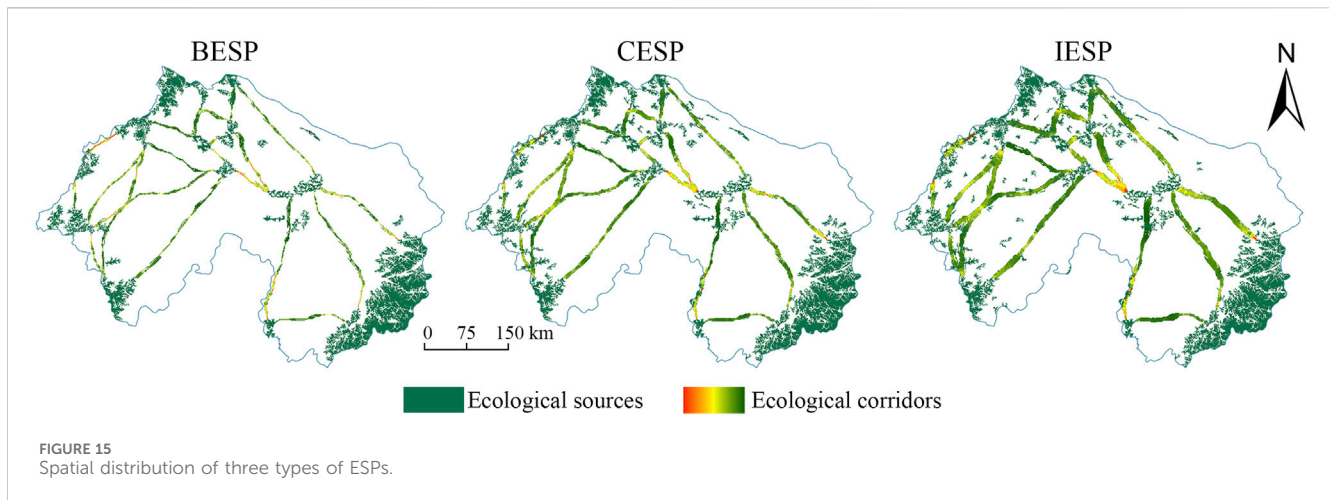 BESP
CESP
IESP
N
0 75 150 km
Ecological sources
Ecological corridors
FIGURE 15
Spatial distribution of three types of ESPs.